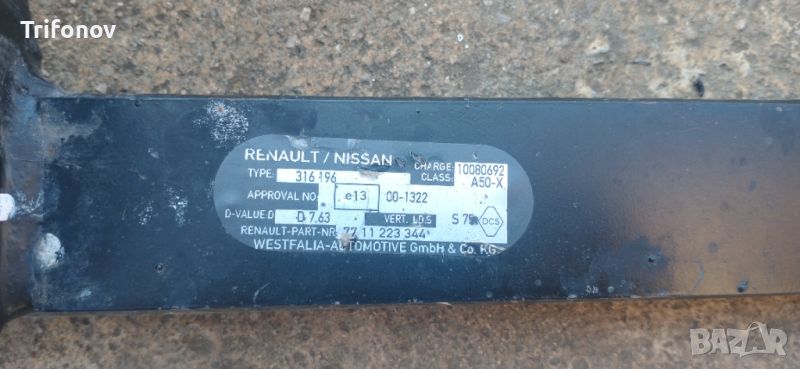 Trifonov
RENAULT / NISSAN
CHARGE: 10080692
TYPE: 316 196
CLASS: A50-X
APPROVAL NO: e13 00-1322
D-VALUE D D 7,63 VERT. LDS S 75 DCS
RENAULT-PART-NR 77 11 223 344
WESTFALIA-AUTOMOTIVE GmbH & Co. KG
BAZAR